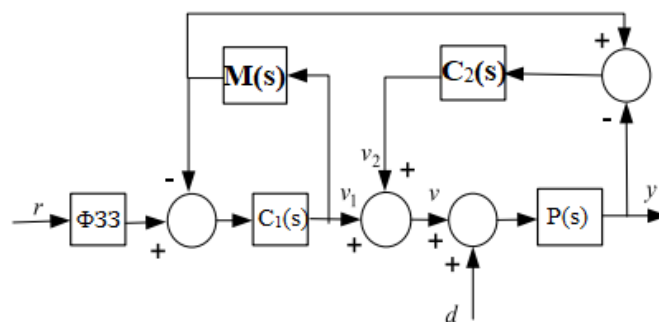 +
M(s)
C₂(s)
-
v₂
-
+
r
ФЗЗ
+
C₁(s)
v₁
+
v
+
+
d
P(s)
y